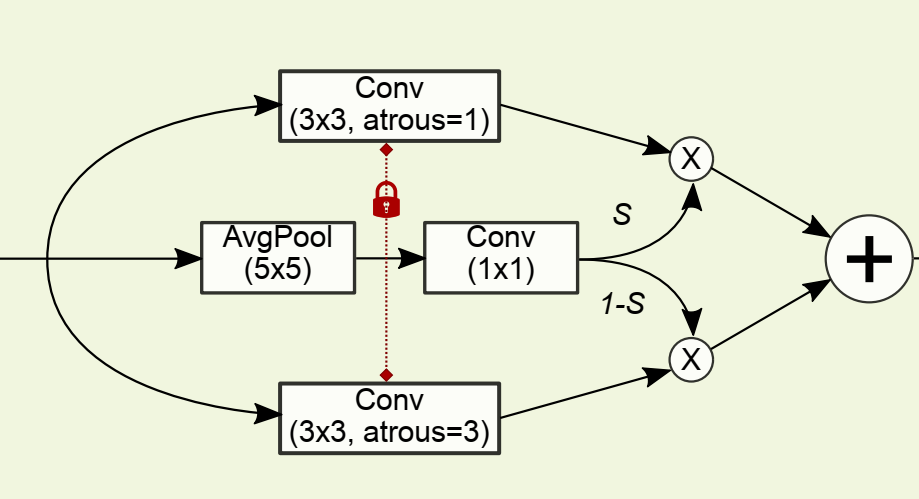 Conv
(3x3, atrous=1)
X
S
AvgPool
(5x5)
Conv
(1x1)
+
1-S
X
Conv
(3x3, atrous=3)